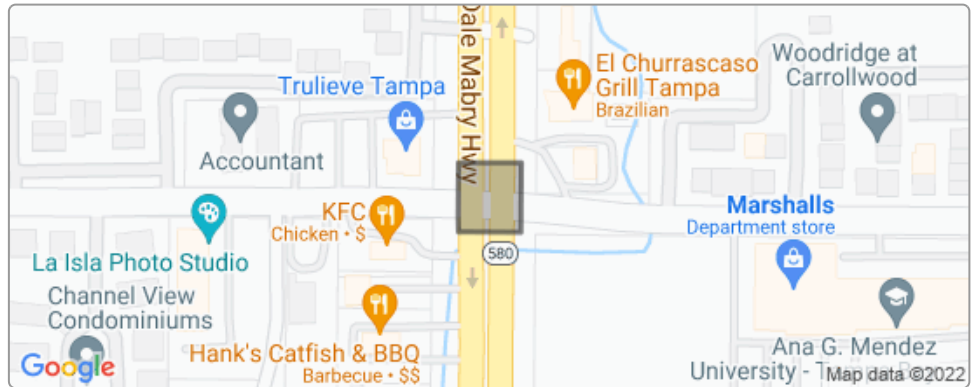 Dale Mabry Hwy
El Churrascaso
Grill Tampa
Brazilian
Woodridge at
Carrollwood
Trulieve Tampa
Accountant
KFC
Chicken • $
Marshalls
Department store
La Isla Photo Studio
580
Channel View
Condominiums
Hank's Catfish & BBQ
Barbecue • $$
Ana G. Mendez
University -
Google
Map data ©2022